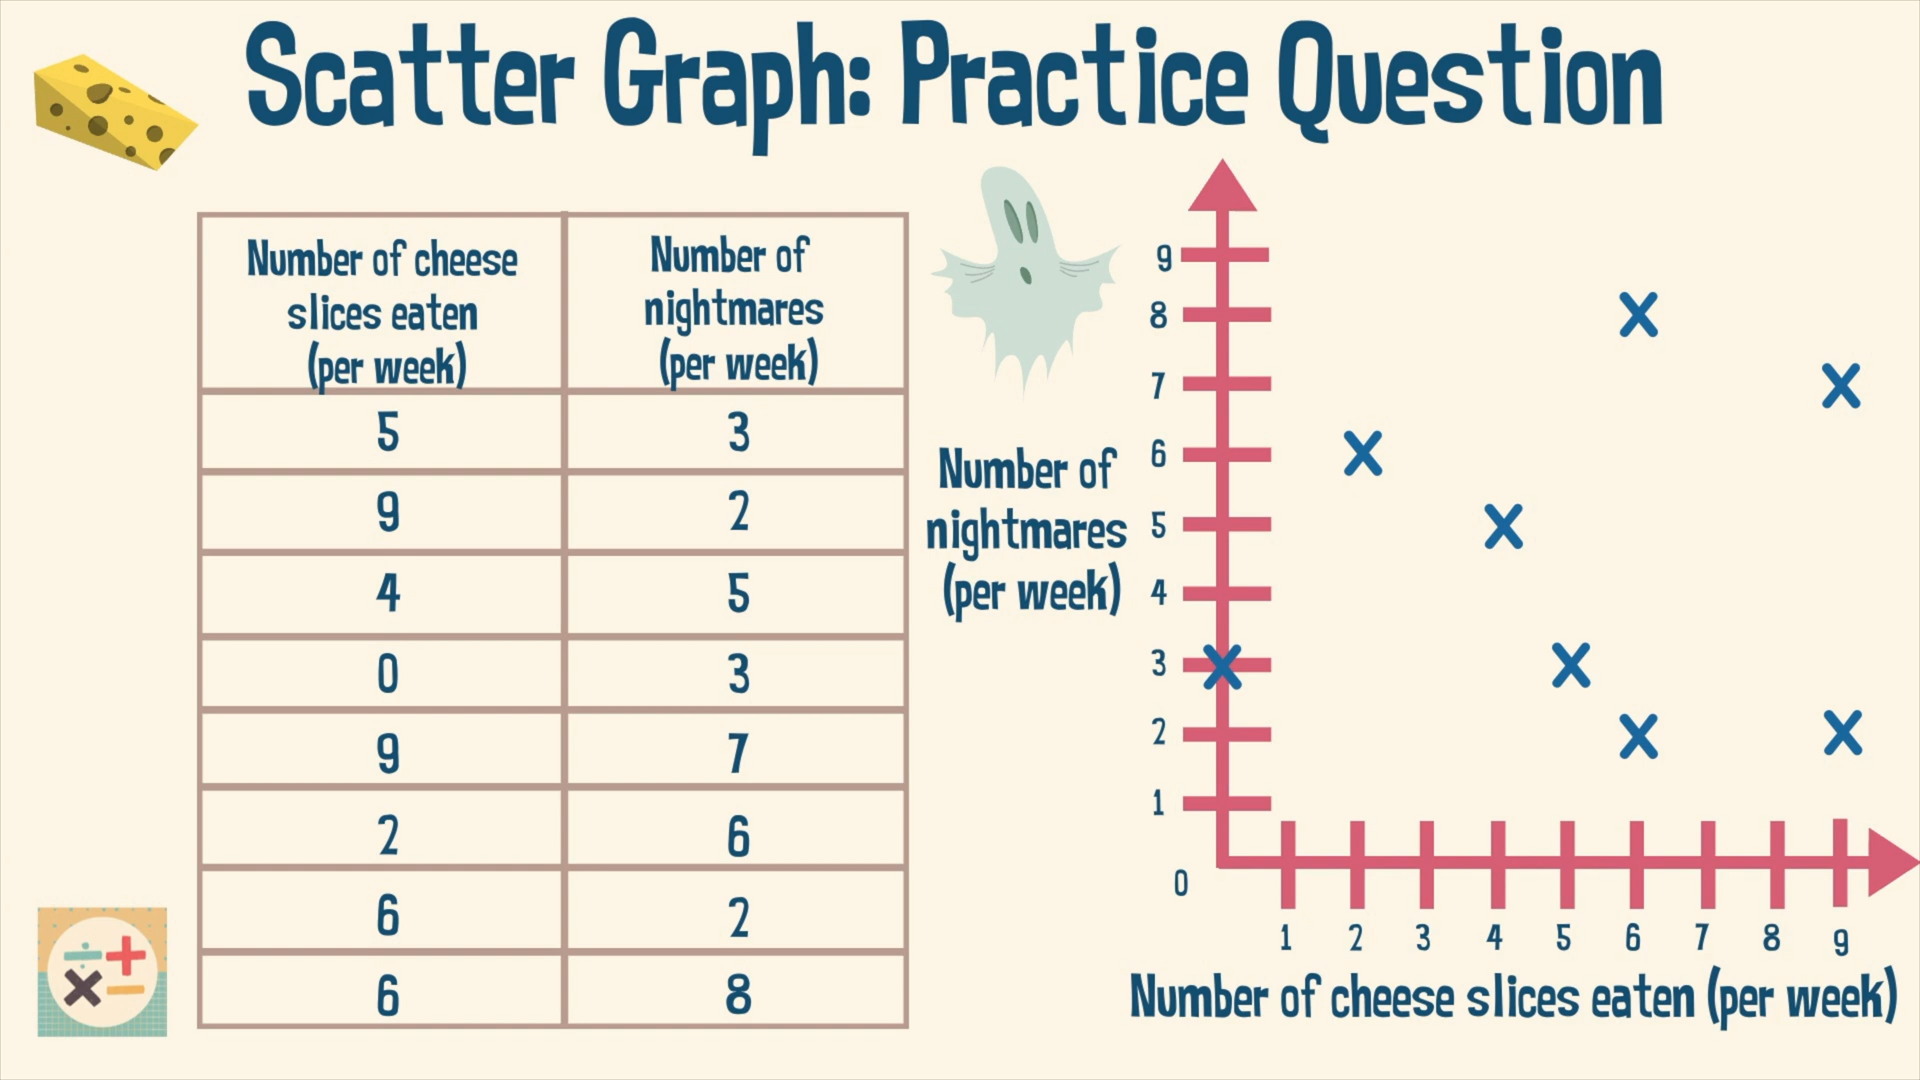 Scatter Graph: Practice Question
Number of cheese
slices eaten
(per week)
Number of
nightmares
(per week)
5 3
9 2
4 5
0 3
9 7
2 6
6 2
6 8
Number of
nightmares
(per week)
9
8
7
6
5
4
3
2
1
0
1 2 3 4 5 6 7 8 9
Number of cheese slices eaten (per week)